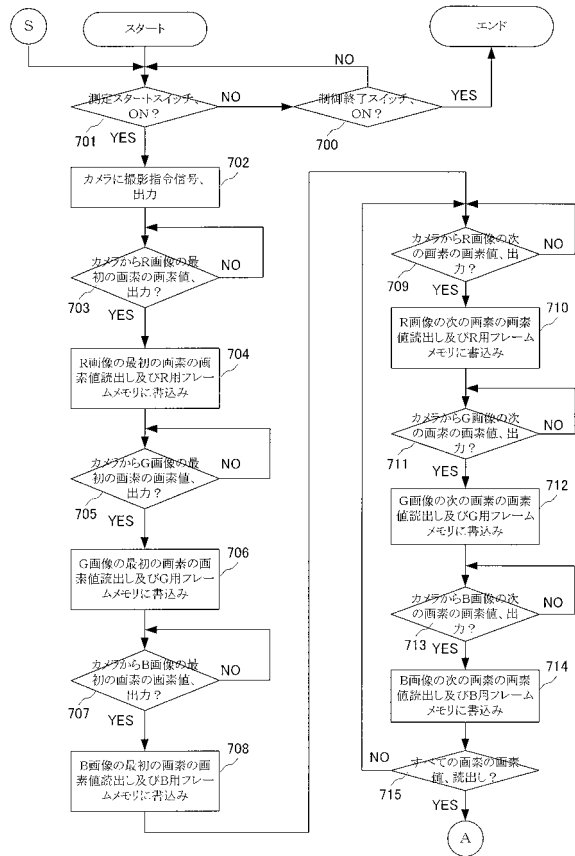 S
スタート
エンド
NO
測定スタートスイッチ、
ON?
NO
701
YES
制御終了スイッチ、
ON?
YES
700
カメラに撮影指令信号、
出力
702
カメラからR画像の最
初の画素の画素値、
出力?
NO
703
YES
R画像の最初の画素の画
素値読出し及びR用フレー
ムメモリに書込み
704
カメラからG画像の最
初の画素の画素値、
出力?
NO
705
YES
G画像の最初の画素の画
素値読出し及びG用フレー
ムメモリに書込み
706
カメラからB画像の最
初の画素の画素値、
出力?
NO
707
YES
B画像の最初の画素の画
素値読出し及びB用フレー
ムメモリに書込み
708
カメラからR画像の次
の画素の画素値、出
力?
NO
709
YES
R画像の次の画素の画素
値読出し及びR用フレーム
メモリに書込み
710
カメラからG画像の次
の画素の画素値、出
力?
NO
711
YES
G画像の次の画素の画素
値読出し及びG用フレーム
メモリに書込み
712
カメラからB画像の次
の画素の画素値、出
力?
NO
713
YES
B画像の次の画素の画素
値読出し及びB用フレーム
メモリに書込み
714
NO
すべての画素の画素
値、読出し?
715
YES
A